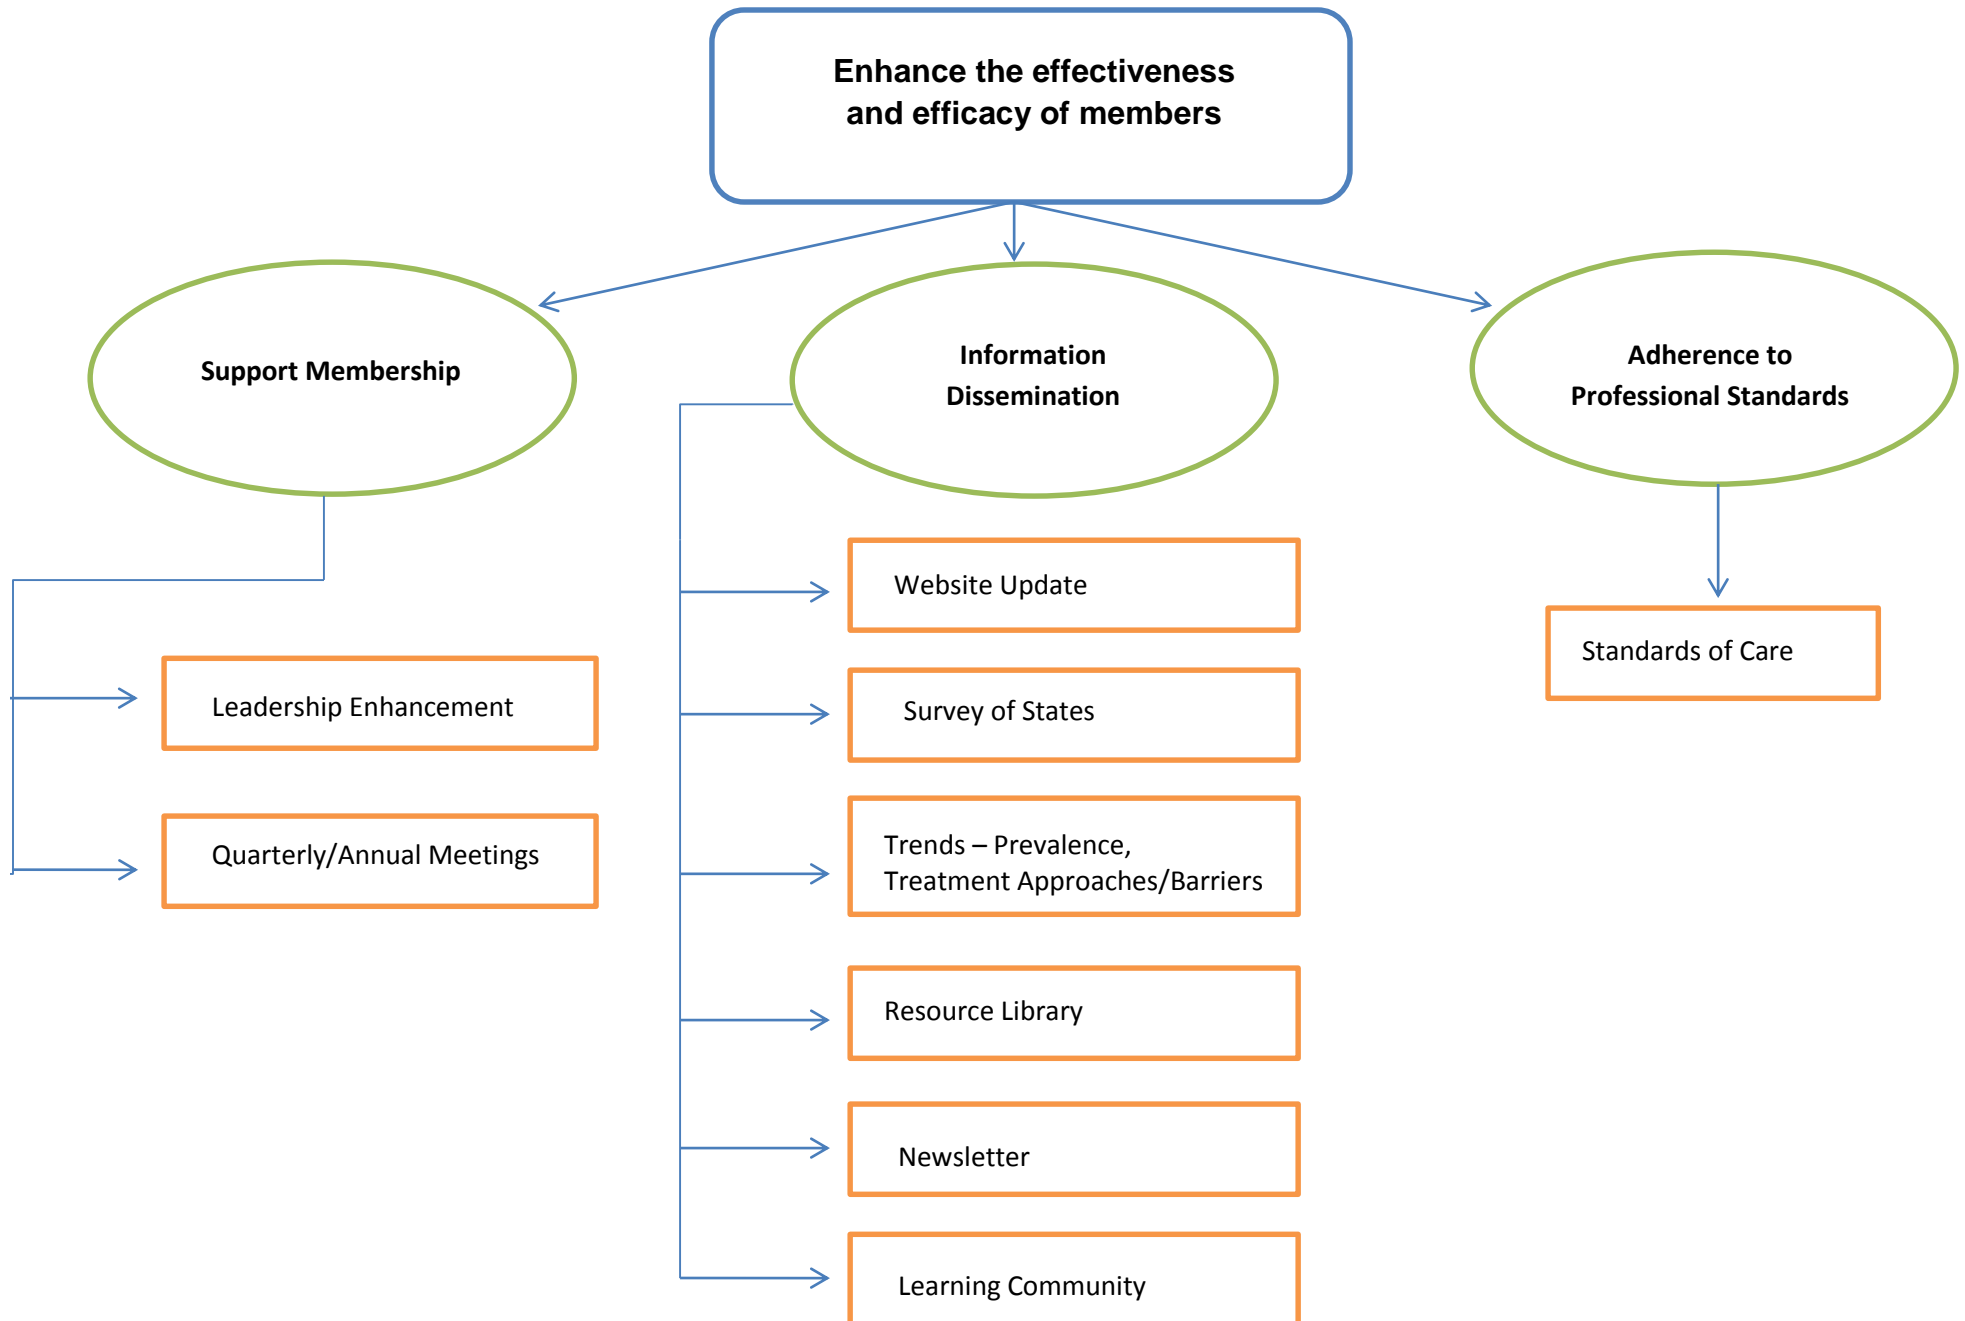 Enhance the effectiveness
and efficacy of members
Support Membership
Information
Dissemination
Adherence to
Professional Standards
Website Update
Standards of Care
Leadership Enhancement
Survey of States
Quarterly/Annual Meetings
Trends – Prevalence,
Treatment Approaches/Barriers
Resource Library
Newsletter
Learning Community